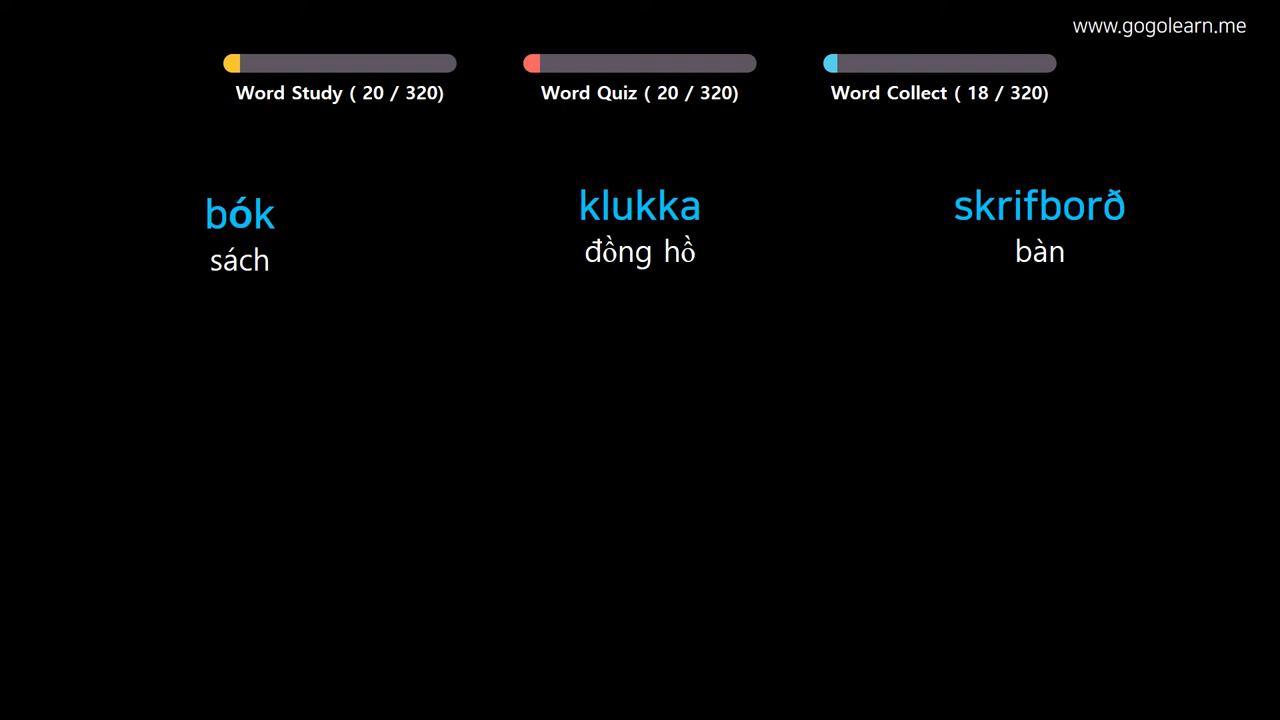 www.gogolearn.me
Word Study ( 20 / 320)
Word Quiz ( 20 / 320)
Word Collect ( 18 / 320)
bók
klukka
skrifborð
sách
đồng hồ
bàn